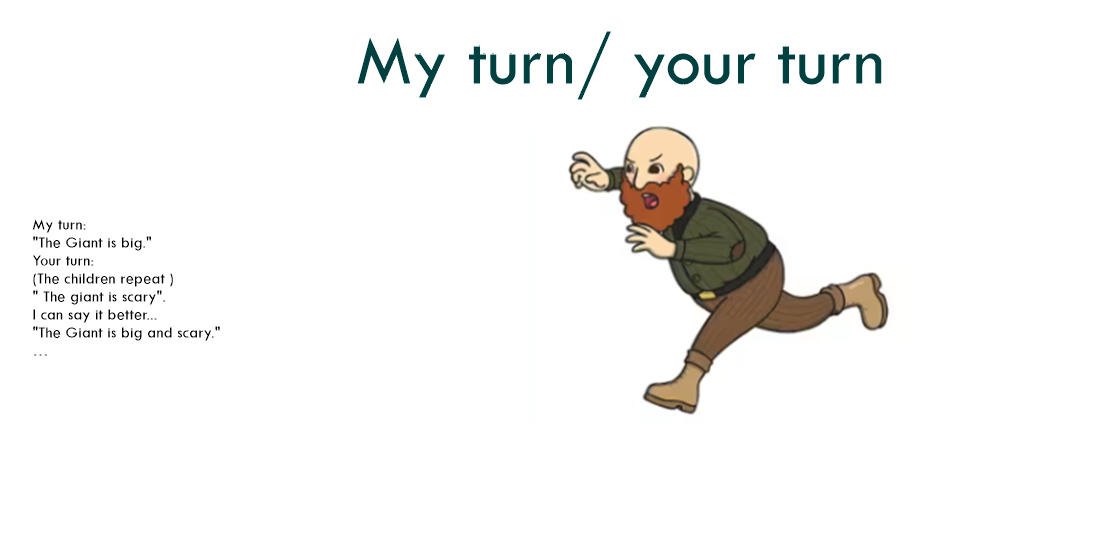 My turn/ your turn
My turn:
"The Giant is big."
Your turn:
(The children repeat )
" The giant is scary".
I can say it better...
"The Giant is big and scary."
...